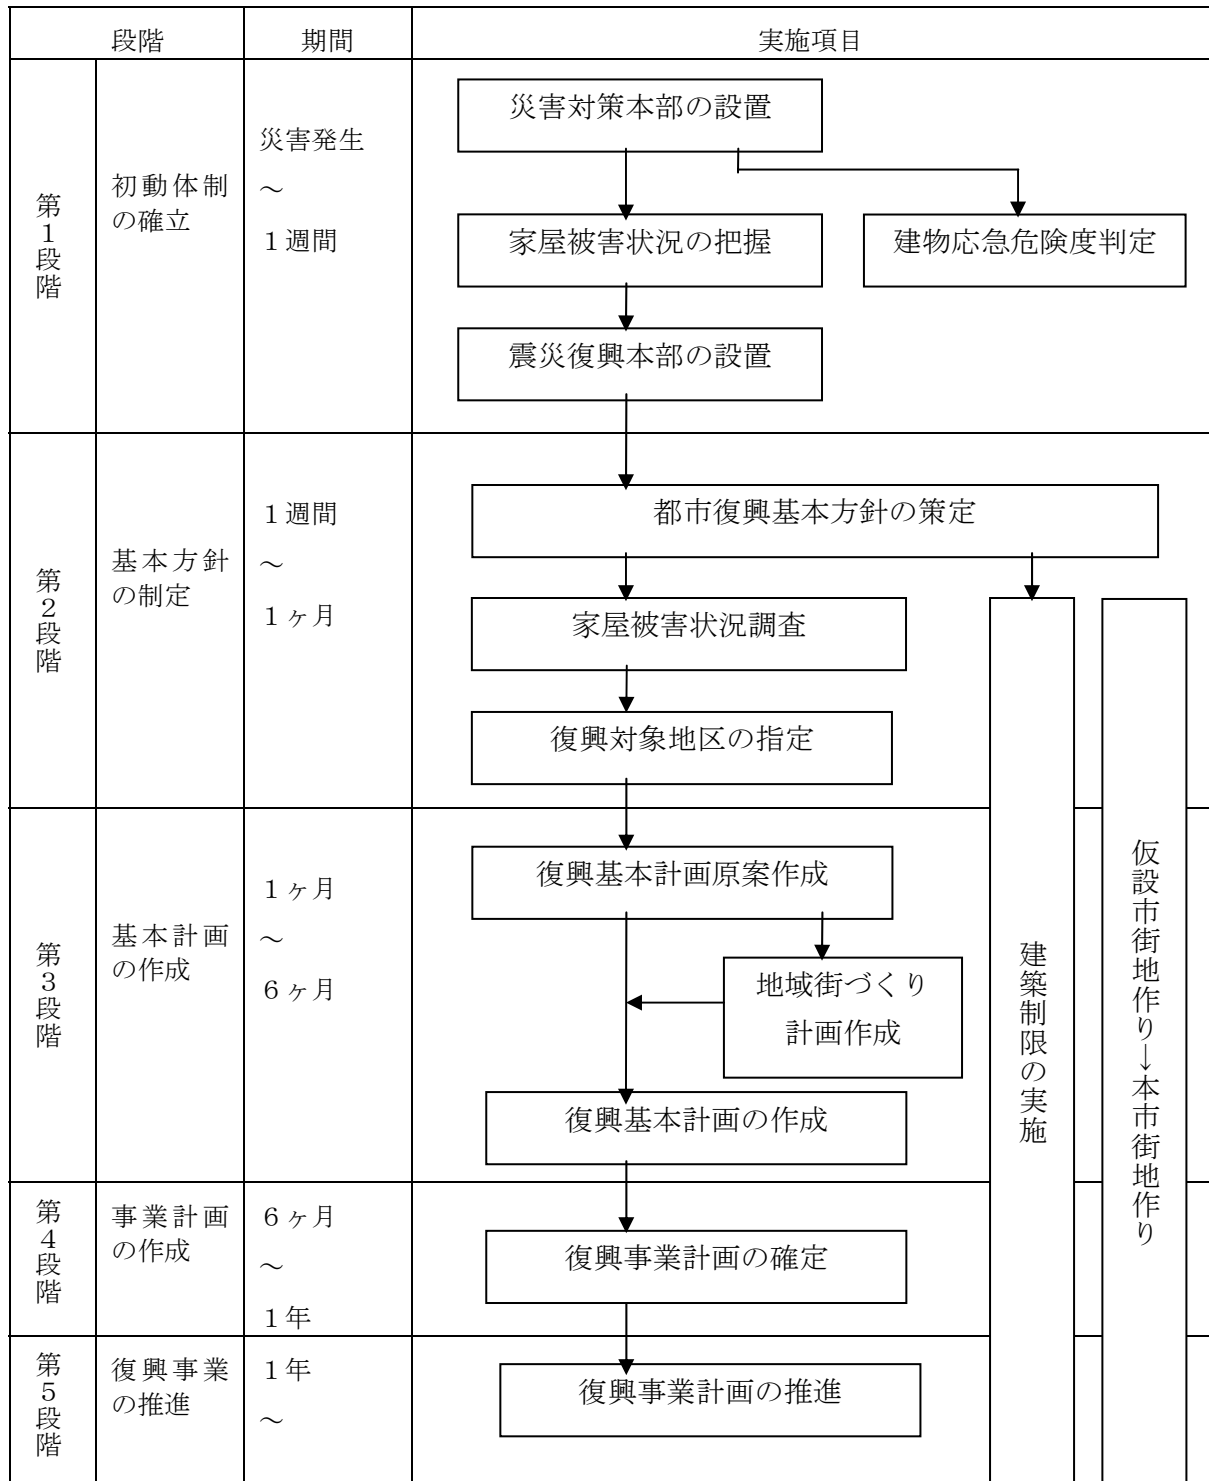 段階
期間
実施項目
第1段階
初動体制
の確立
災害発生
～
１週間
災害対策本部の設置
家屋被害状況の把握
建物応急危険度判定
震災復興本部の設置
第2段階
基本方針
の制定
１週間
～
１ヶ月
都市復興基本方針の策定
家屋被害状況調査
復興対象地区の指定
第3段階
基本計画
の作成
１ヶ月
～
６ヶ月
復興基本計画原案作成
地域街づくり
計画作成
復興基本計画の作成
建築制限の実施
仮設市街地作り→本市街地作り
第4段階
事業計画
の作成
６ヶ月
～
１年
復興事業計画の確定
第5段階
復興事業
の推進
１年
～
復興事業計画の推進